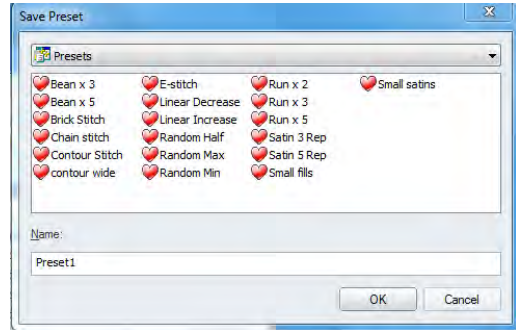 Save Preset
Presets
Bean x 3
Bean x 5
Brick Stitch
Chain stitch
Contour Stitch
contour wide
E-stitch
Linear Decrease
Linear Increase
Random Half
Random Max
Random Min
Run x 2
Run x 3
Run x 5
Satin 3 Rep
Satin 5 Rep
Small fills
Small satins
Name:
Preset1
OK Cancel